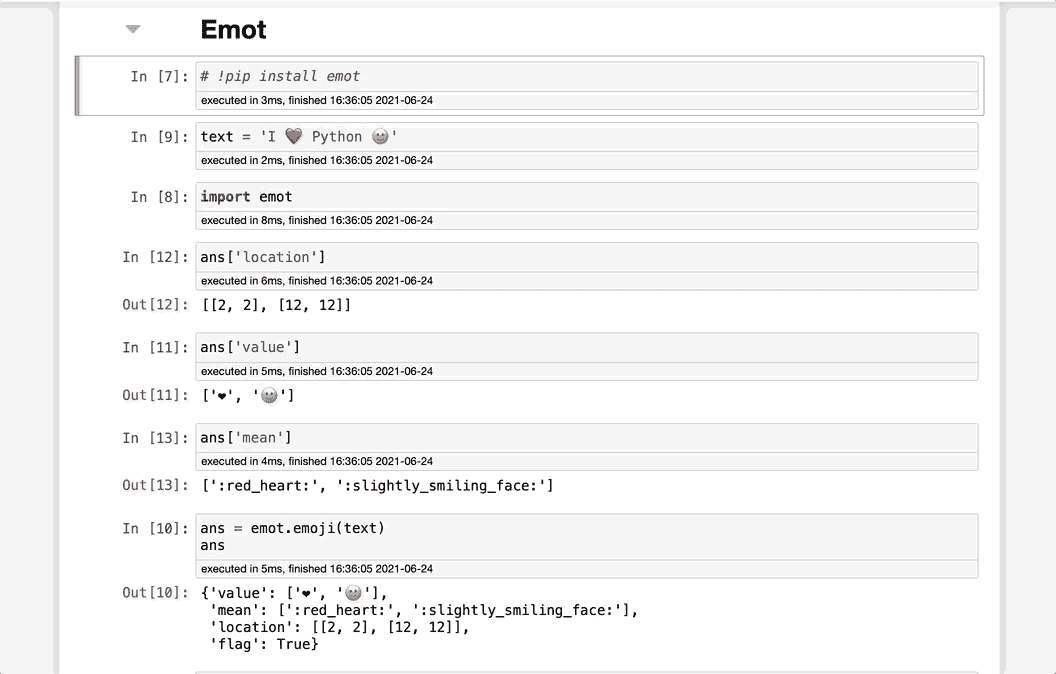 Emot
In [7]: # !pip install emot
executed in 3ms, finished 16:36:05 2021-06-24
In [9]: text = 'I ❤️ Python 🙂'
executed in 2ms, finished 16:36:05 2021-06-24
In [8]: import emot
executed in 8ms, finished 16:36:05 2021-06-24
In [12]: ans['location']
executed in 6ms, finished 16:36:05 2021-06-24
Out[12]: [[2, 2], [12, 12]]
In [11]: ans['value']
executed in 5ms, finished 16:36:05 2021-06-24
Out[11]: ['❤', '🙂']
In [13]: ans['mean']
executed in 4ms, finished 16:36:05 2021-06-24
Out[13]: [':red_heart:', ':slightly_smiling_face:']
In [10]: ans = emot.emoji(text)
ans
executed in 5ms, finished 16:36:05 2021-06-24
Out[10]: {'value': ['❤', '🙂'],
'mean': [':red_heart:', ':slightly_smiling_face:'],
'location': [[2, 2], [12, 12]],
'flag': True}